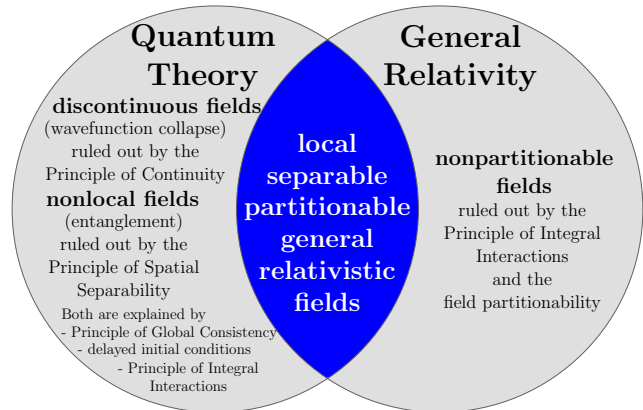 Quantum
Theory
discontinuous fields
(wavefunction collapse)
ruled out by the
Principle of Continuity
nonlocal fields
(entanglement)
ruled out by the
Principle of Spatial
Separability
Both are explained by
- Principle of Global Consistency
- delayed initial conditions
- Principle of Integral
Interactions
local
separable
partitionable
general
relativistic
fields
General
Relativity
nonpartitionable
fields
ruled out by the
Principle of Integral
Interactions
and the
field partitionability